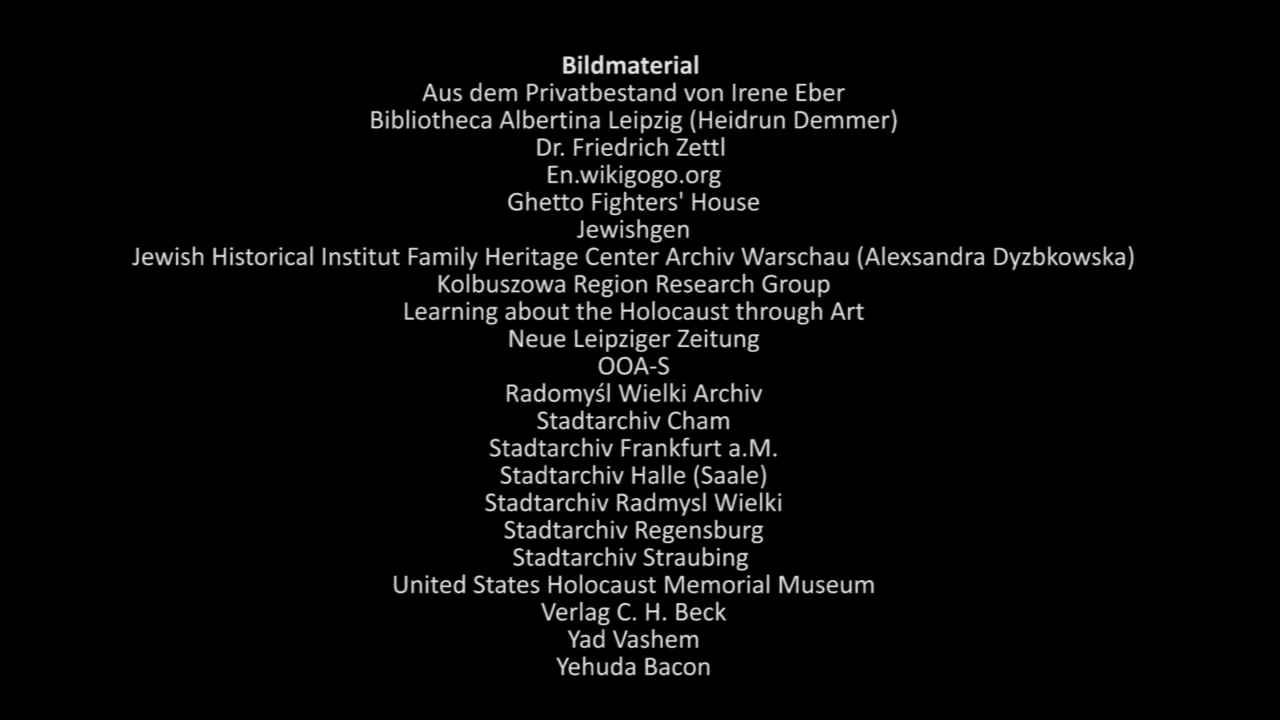 Bildmaterial
Aus dem Privatbestand von Irene Eber
Bibliotheca Albertina Leipzig (Heidrun Demmer)
Dr. Friedrich Zettl
En.wikigogo.org
Ghetto Fighters' House
Jewishgen
Jewish Historical Institut Family Heritage Center Archiv Warschau (Alexsandra Dyzbkowska)
Kolbuszowa Region Research Group
Learning about the Holocaust through Art
Neue Leipziger Zeitung
OOA-S
Radomyśl Wielki Archiv
Stadtarchiv Cham
Stadtarchiv Frankfurt a.M.
Stadtarchiv Halle (Saale)
Stadtarchiv Radmysl Wielki
Stadtarchiv Regensburg
Stadtarchiv Straubing
United States Holocaust Memorial Museum
Verlag C. H. Beck
Yad Vashem
Yehuda Bacon